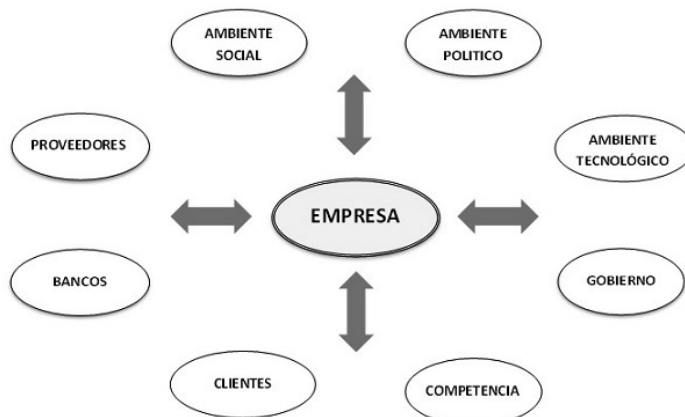 AMBIENTE
SOCIAL
AMBIENTE
POLITICO
PROVEEDORES
AMBIENTE
TECNOLÓGICO
EMPRESA
BANCOS
GOBIERNO
CLIENTES
COMPETENCIA